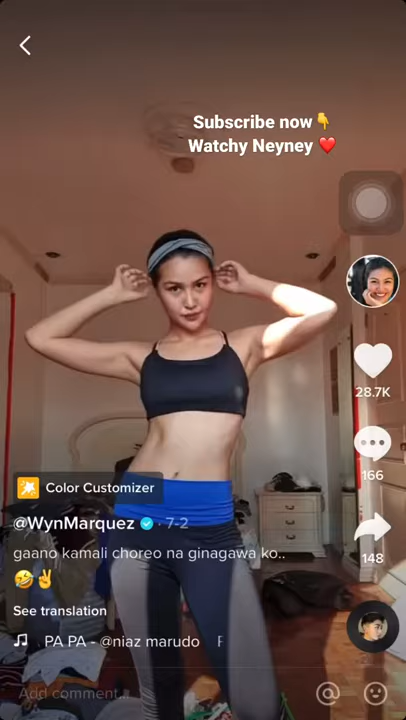 Subscribe now👇
Watchy Neyney ❤️
28.7K
166
Color Customizer
@WynMarquez · 7-2
gaano kamali choreo na ginagawa ko..
🤣✌️
148
See translation
PA PA - @niaz marudo
Add comment...